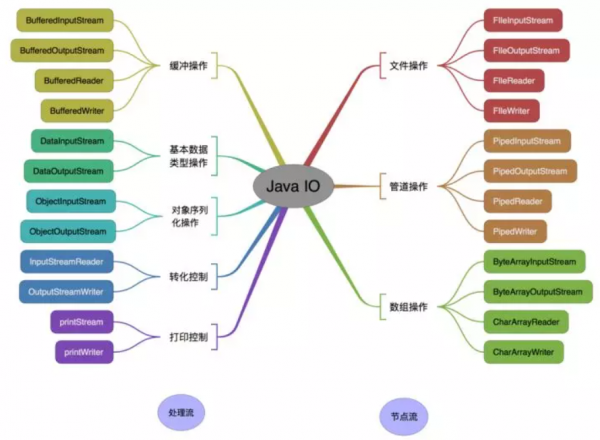 BufferedInputStream
BufferedOutputStream
BufferedReader
BufferedWriter
缓冲操作
DataInputStream
DataOutputStream
基本数据
类型操作
ObjectInputStream
ObjectOutputStream
对象序列
化操作
InputStreamReader
OutputStreamWriter
转化控制
printStream
printWriter
打印控制
Java IO
文件操作
FIleInputStream
FIleOutputStream
FIleReader
FIleWriter
管道操作
PipedInputStream
PipedOutputStream
PipedReader
PipedWriter
数组操作
ByteArrayInputStream
ByteArrayOutputStream
CharArrayReader
CharArrayWriter
处理流
节点流